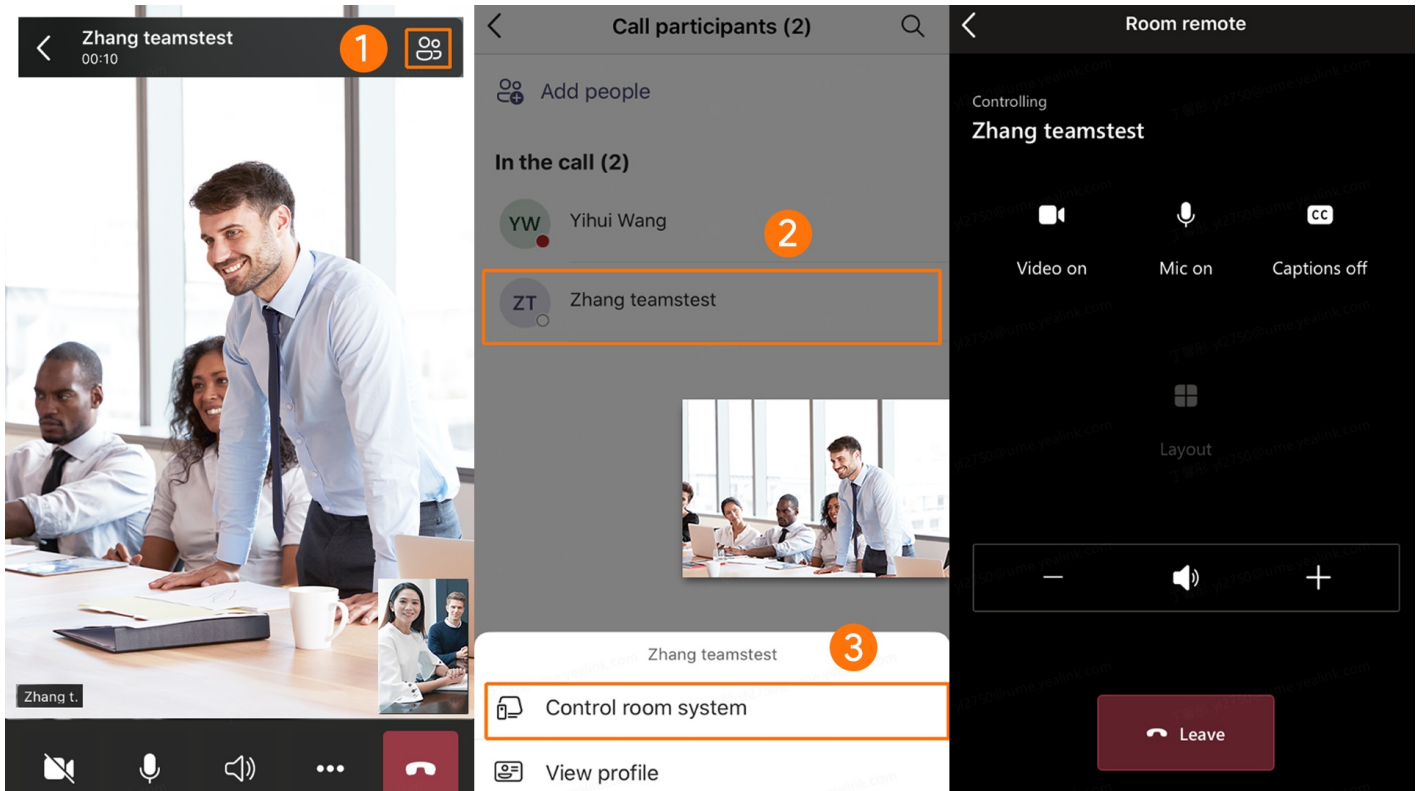 Zhang teamstest
00:10
1
Zhang t.
Call participants (2)
Add people
In the call (2)
YW
Yihui Wang
2
ZT
Zhang teamstest
3
Zhang teamstest
Control room system
View profile
Room remote
Controlling
Zhang teamstest
CC
Video on
Mic on
Captions off
Layout
Leave